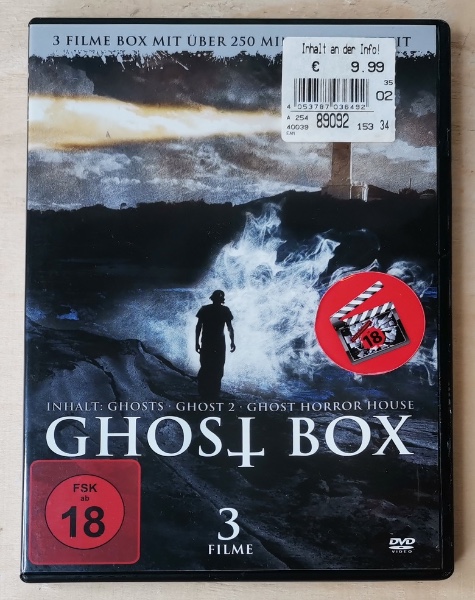 3 FILME BOX MIT ÜBER 250 MIN
IT
Inhalt an der Info!
€ 9.99
35
02
4 053787 036492
A 254
89092
153 34
40039
EAN
18
INHALT: GHOSTS · GHOST 2 · GHOST HORROR HOUSE
GHOST BOX
FSK
ab
18
3
FILME
DVD
VIDEO